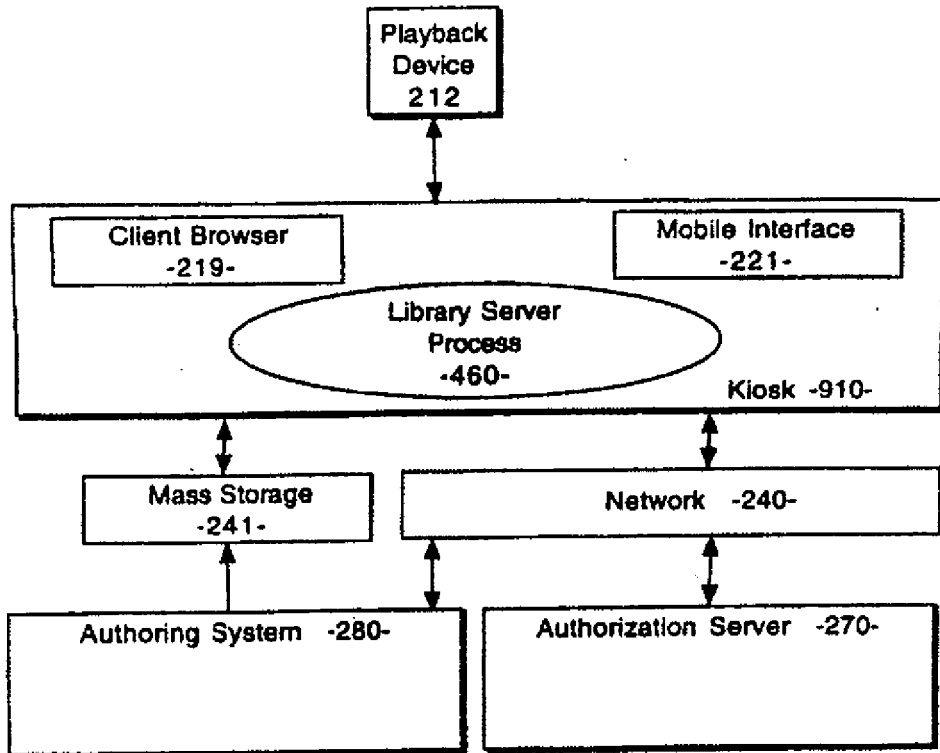 Playback
Device
212
Client Browser
-219-
Mobile Interface
-221-
Library Server
Process
-460-
Kiosk -910-
Mass Storage
-241-
Network -240-
Authoring System -280-
Authorization Server -270-